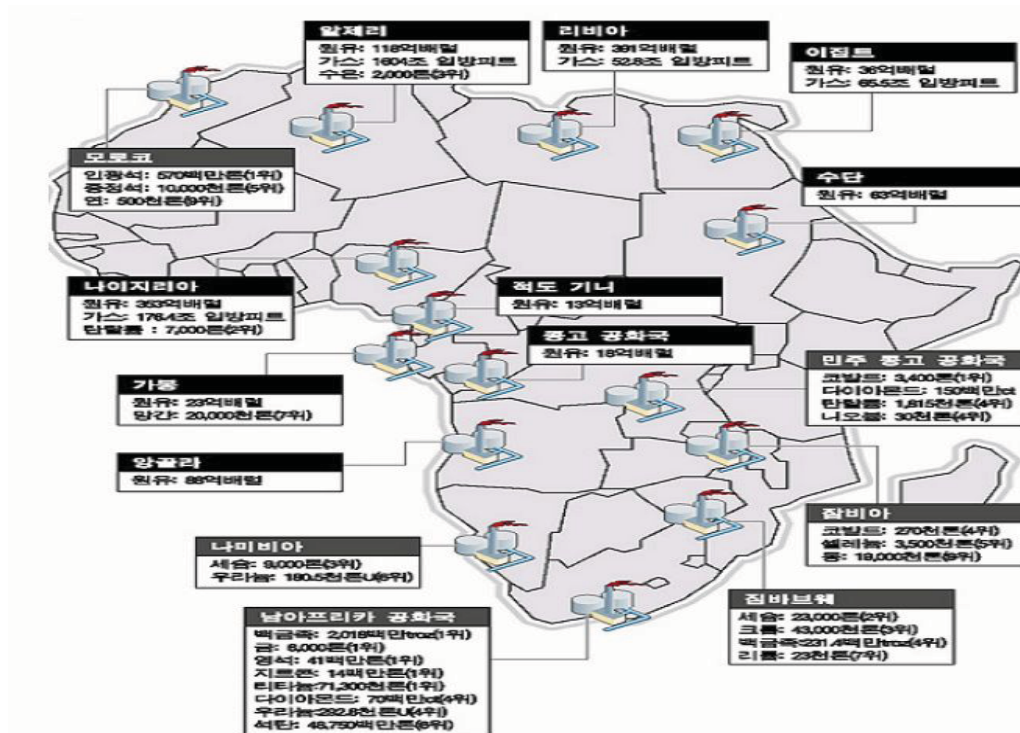 알제리
원유: 118억배럴
가스: 1604조 입방피트
수은: 2,000톤(3위)
리비아
원유: 391억배럴
가스: 52.8조 입방피트
이집트
원유: 36억배럴
가스: 65.5조 입방피트
모로코
인광석: 570백만톤(1위)
중정석: 10,000천톤(5위)
연: 500천톤(9위)
수단
원유: 63억배럴
나이지리아
원유: 353억배럴
가스: 176.4조 입방피트
탄탈륨 : 7,000톤(2위)
적도 기니
원유: 13억배럴
콩고 공화국
원유: 18억배럴
민주 콩고 공화국
코발트: 3,400톤(1위)
다이아몬드: 150백만ct
탄탈륨: 1,815천톤(4위)
니오븀: 30천톤(4위)
가봉
원유: 23억배럴
망간: 20,000천톤(7위)
앙골라
원유: 88억배럴
잠비아
코발트: 270천톤(4위)
셀레늄: 3,500천톤(5위)
동: 19,000천톤(9위)
나미비아
세슘: 9,000톤(3위)
우라늄: 180.5천톤U(6위)
짐바브웨
세슘: 23,000톤(2위)
크롬: 43,000천톤(3위)
백금족:231.4백만troz(4위)
리튬: 23천톤(7위)
남아프리카 공화국
백금족: 2,018백만troz(1위)
금: 6,000톤(1위)
영석: 41백만톤(1위)
지르콘: 14백만톤(1위)
티타늄:71,300천톤(1위)
다이아몬드: 70백만ct(4위)
우라늄:282.8천톤U(4위)
석탄: 48,750백만톤(6위)